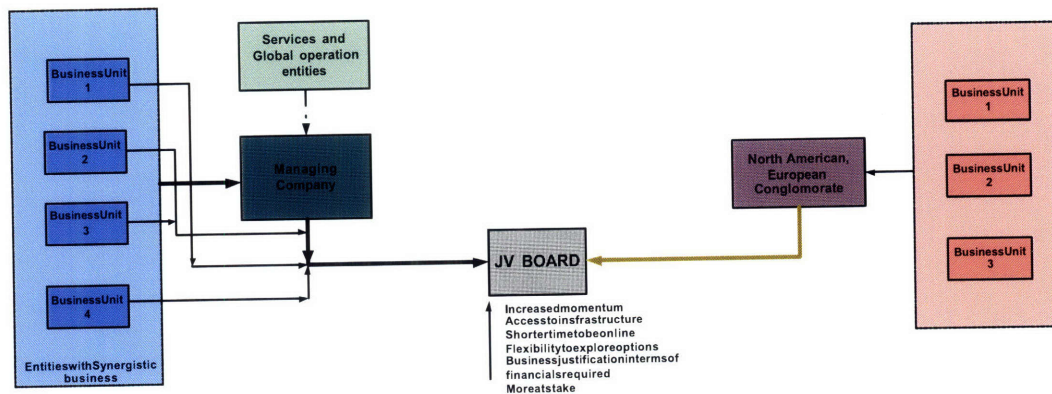 Services and
Global operation
entities
BusinessUnit
1
BusinessUnit
2
BusinessUnit
3
BusinessUnit
4
EntitieswithSynergistic
business
Managing
Company
JV BOARD
Increasedmomentum
Accesstoinsfrastructure
Shortertimetobeonline
Flexibilitytoexploreoptions
Businessjustificationintermsof
financialsrequired
Moreatstake
North American,
European
Conglomorate
BusinessUnit
1
BusinessUnit
2
BusinessUnit
3